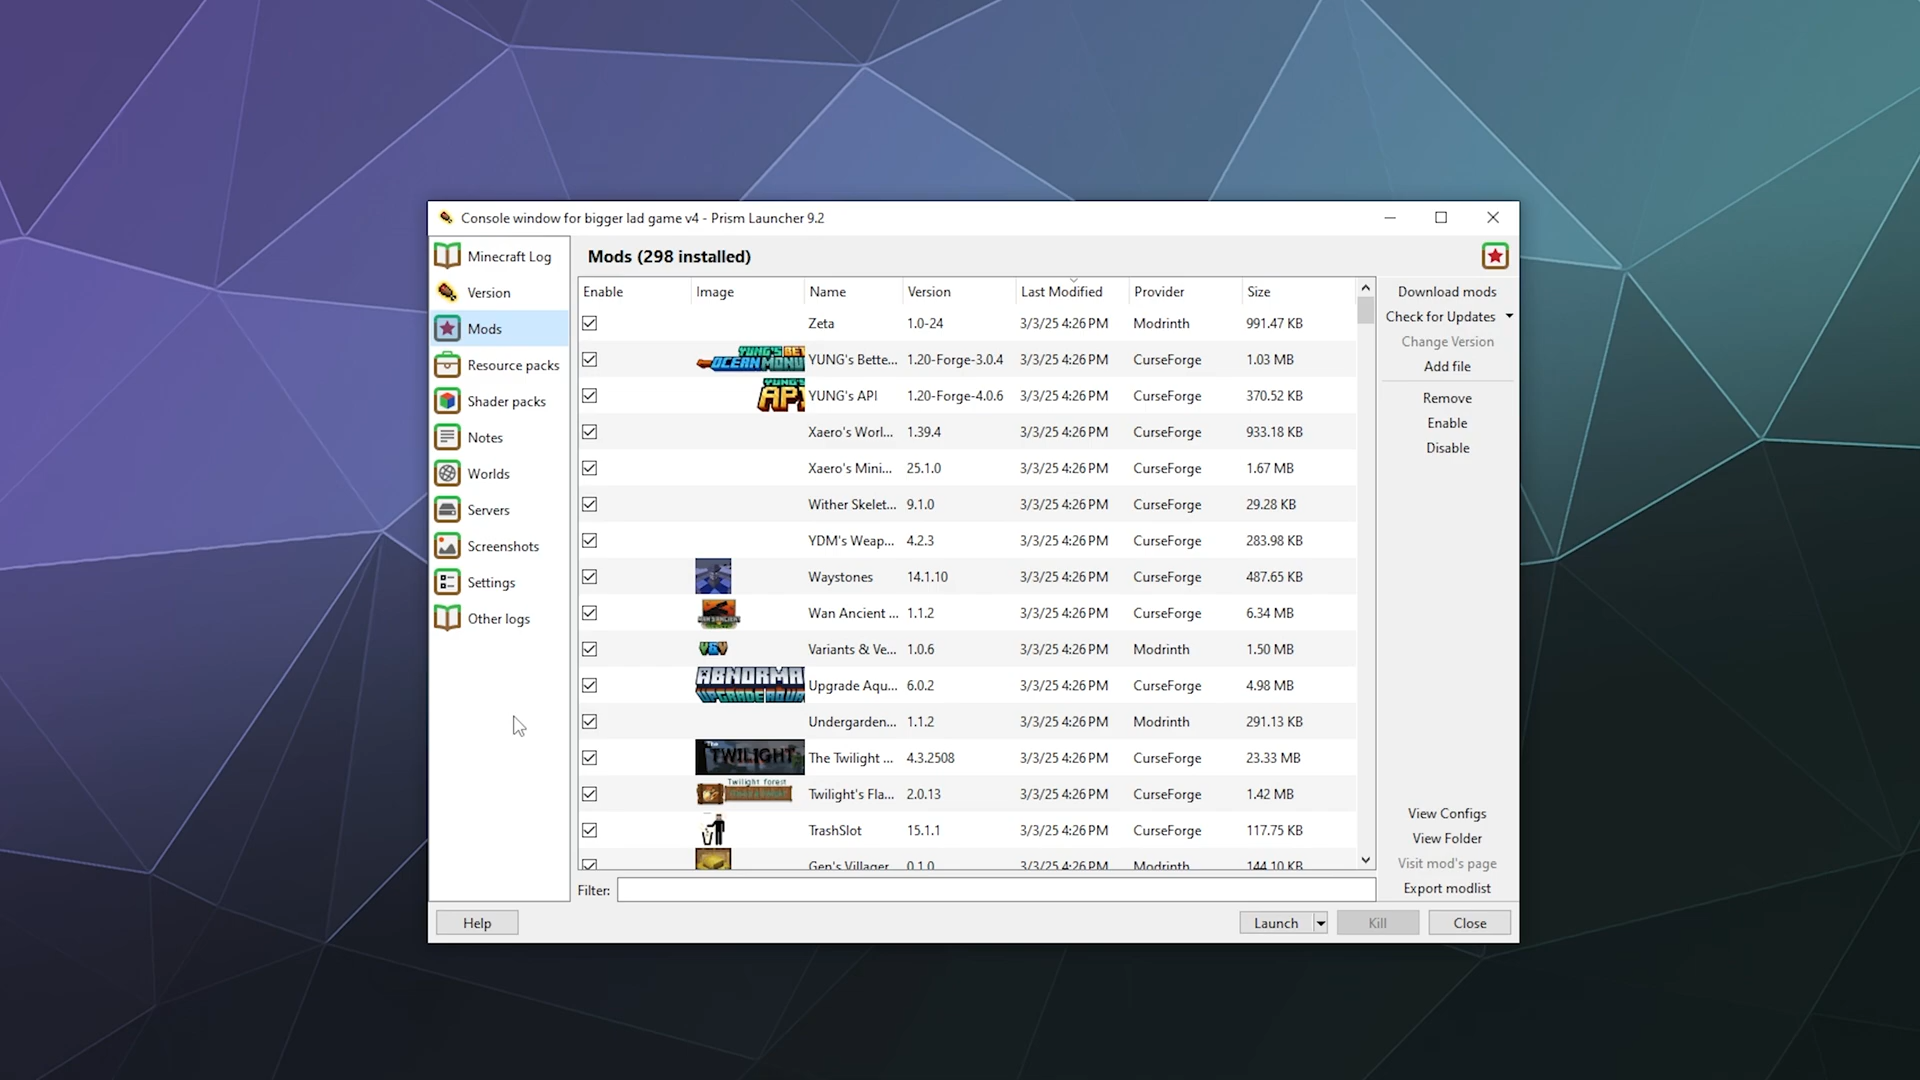 Console window for bigger lad game v4 - Prism Launcher 9.2
Minecraft Log
Version
Mods
Resource packs
Shader packs
Notes
Worlds
Servers
Screenshots
Settings
Other logs
Mods (298 installed)
Enable Image Name Version Last Modified Provider Size
Zeta 1.0-24 3/3/25 4:26 PM Modrinth 991.47 KB
YUNG'S BET OCEAN MONU YUNG's Bette... 1.20-Forge-3.0.4 3/3/25 4:26 PM CurseForge 1.03 MB
YUNG'S AP YUNG's API 1.20-Forge-4.0.6 3/3/25 4:26 PM CurseForge 370.52 KB
Xaero's Worl... 1.39.4 3/3/25 4:26 PM CurseForge 933.18 KB
Xaero's Mini... 25.1.0 3/3/25 4:26 PM CurseForge 1.67 MB
Wither Skelet... 9.1.0 3/3/25 4:26 PM CurseForge 29.28 KB
YDM's Weap... 4.2.3 3/3/25 4:26 PM CurseForge 283.98 KB
Waystones 14.1.10 3/3/25 4:26 PM CurseForge 487.65 KB
Wan Ancient ... 1.1.2 3/3/25 4:26 PM CurseForge 6.34 MB
V&V Variants & Ve... 1.0.6 3/3/25 4:26 PM Modrinth 1.50 MB
ABNORMA UPGRADE AQUA Upgrade Aqu... 6.0.2 3/3/25 4:26 PM CurseForge 4.98 MB
Undergarden... 1.1.2 3/3/25 4:26 PM Modrinth 291.13 KB
The TWILIGHT The Twilight ... 4.3.2508 3/3/25 4:26 PM CurseForge 23.33 MB
Twilight forest Twilight's Fla... 2.0.13 3/3/25 4:26 PM CurseForge 1.42 MB
TrashSlot 15.1.1 3/3/25 4:26 PM CurseForge 117.75 KB
Gen's Villager 0.1.0 3/3/25 4:26 PM Modrinth 144.10 KB
Filter:
Download mods
Check for Updates
Change Version
Add file
Remove
Enable
Disable
View Configs
View Folder
Visit mod's page
Export modlist
Help
Launch
Kill
Close